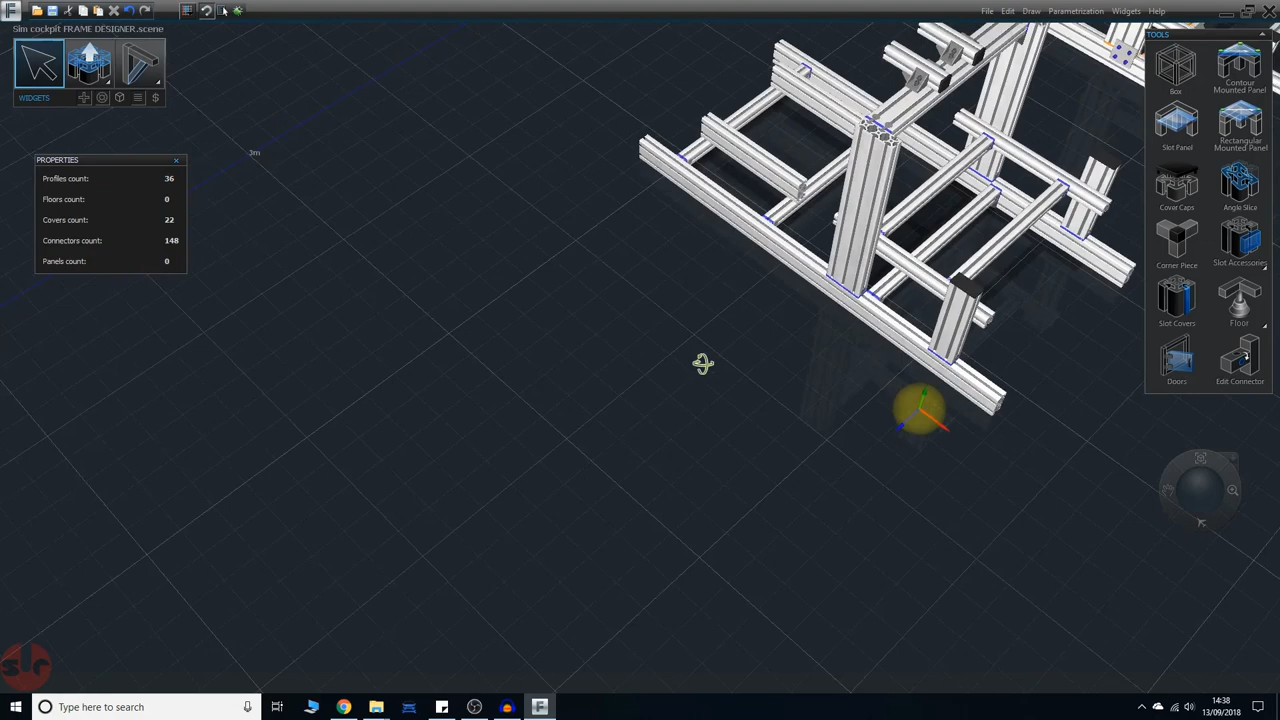 File Edit Draw Parametrization Widgets Help
Sim cockpit FRAME DESIGNER.scene
WIDGETS
$
3m
PROPERTIES
Profiles count: 36
Floors count: 0
Covers count: 22
Connectors count: 148
Panels count: 0
TOOLS
Box
Contour Mounted Panel
Slot Panel
Rectangular Mounted Panel
Cover Caps
Angle Slice
Corner Piece
Slot Accessories
Slot Covers
Floor
Doors
Edit Connector
slr
Type here to search
14:38
13/09/2018